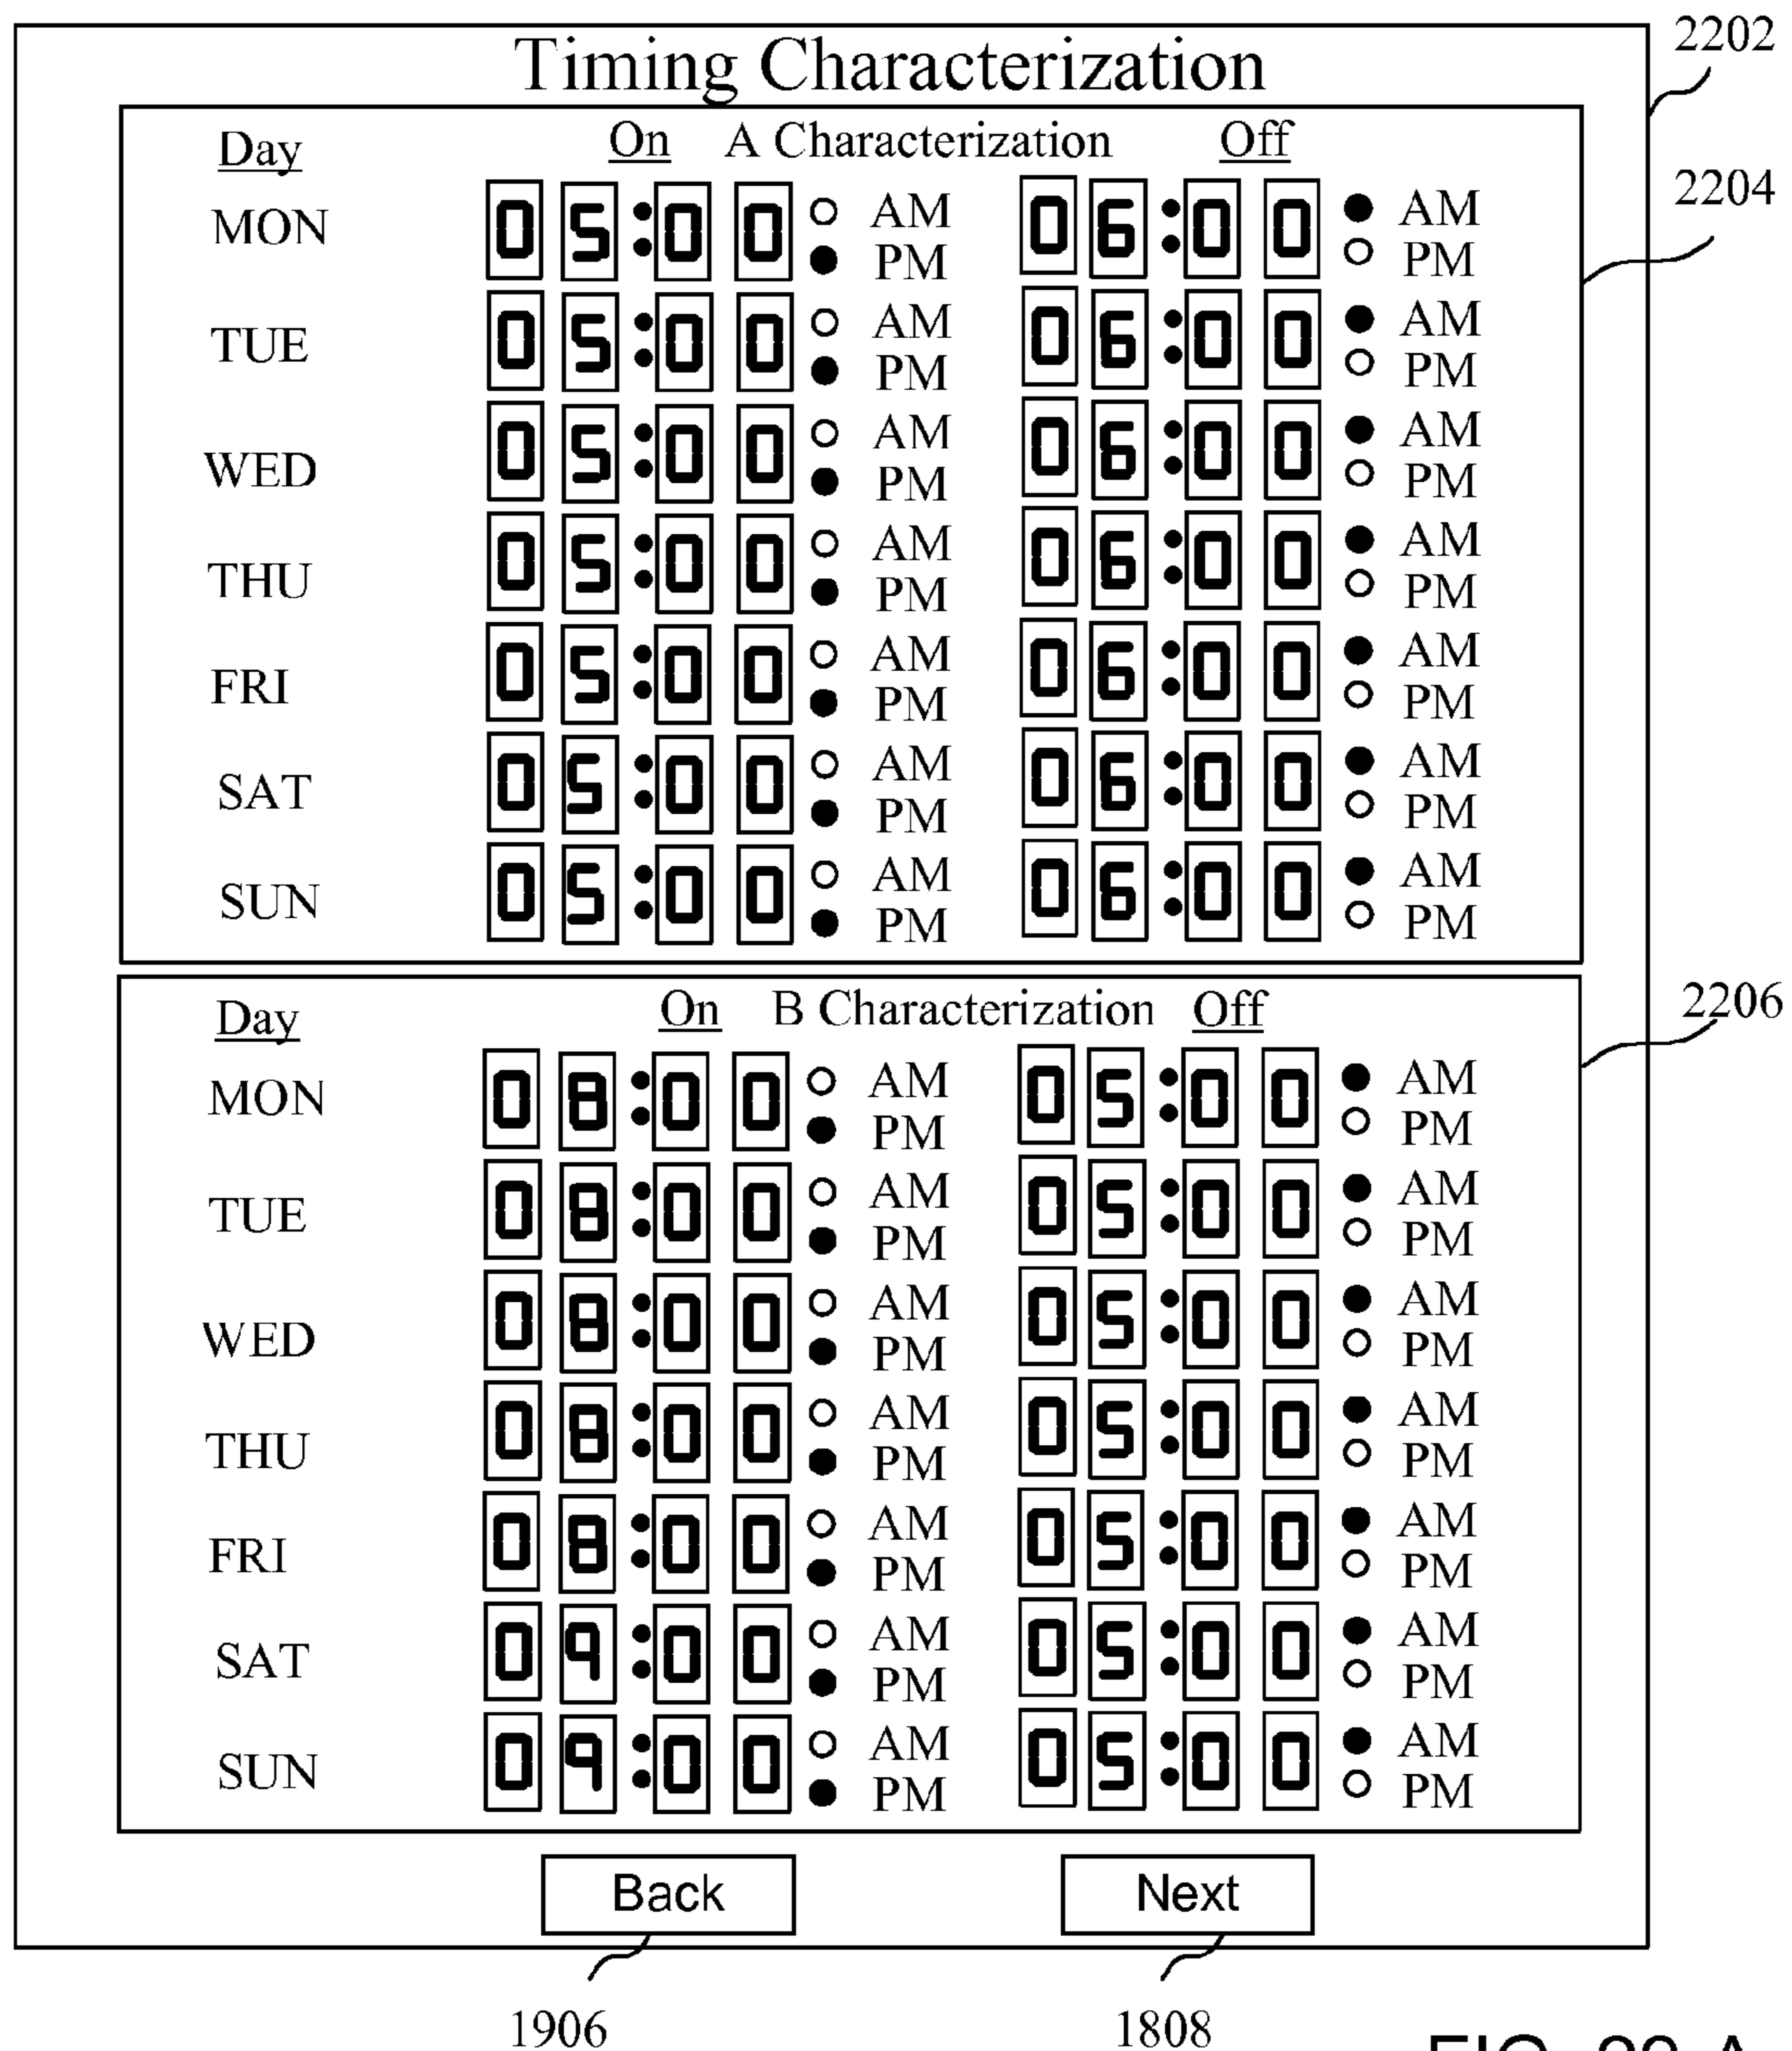 Timing Characterization
2202
Day On A Characterization Off
2204
MON 05:00 AM PM 06:00 AM PM
TUE 05:00 AM PM 06:00 AM PM
WED 05:00 AM PM 06:00 AM PM
THU 05:00 AM PM 06:00 AM PM
FRI 05:00 AM PM 06:00 AM PM
SAT 05:00 AM PM 06:00 AM PM
SUN 05:00 AM PM 06:00 AM PM
Day On B Characterization Off
2206
MON 08:00 AM PM 05:00 AM PM
TUE 08:00 AM PM 05:00 AM PM
WED 08:00 AM PM 05:00 AM PM
THU 08:00 AM PM 05:00 AM PM
FRI 08:00 AM PM 05:00 AM PM
SAT 09:00 AM PM 05:00 AM PM
SUN 09:00 AM PM 05:00 AM PM
Back Next
1906 1808